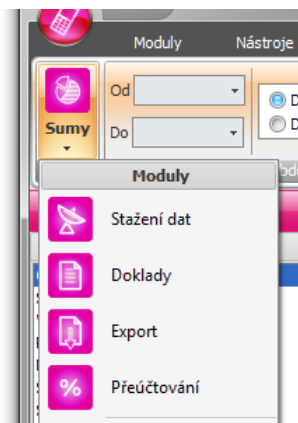 Moduly Nástroje
Od
Sumy
Do
Moduly
Stažení dat
Doklady
Export
%
Přeúčtování